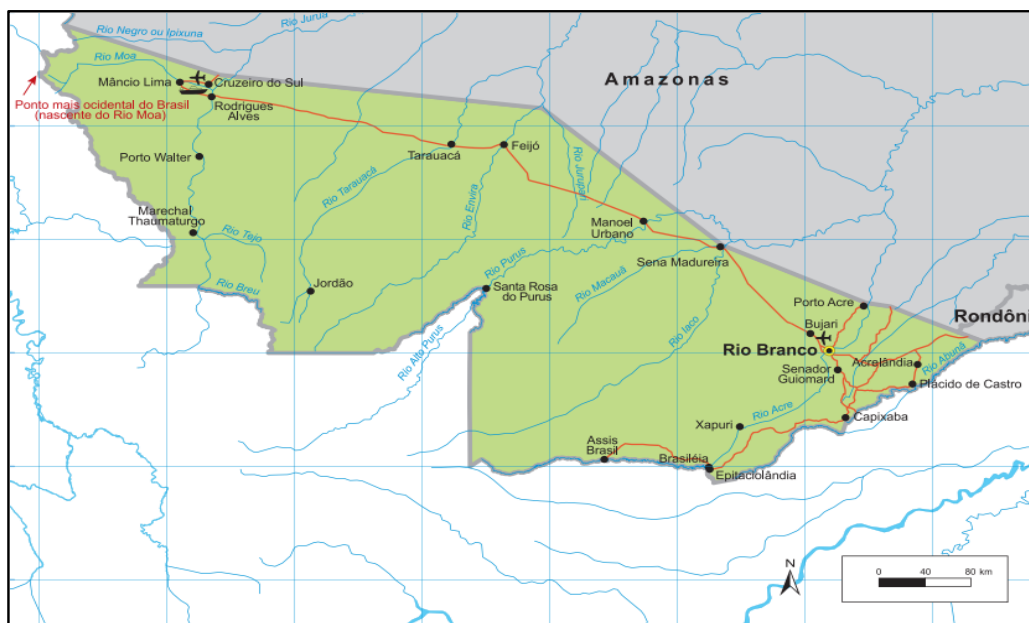 Rio Negro ou Ipixuna
Rio Juruá
Rio Moa
Mâncio Lima
Cruzeiro do Sul
Amazonas
Ponto mais ocidental do Brasil
(nascente do Rio Moa)
Rodrigues
Alves
Porto Walter
Tarauacá
Feijó
Rio Tarauacá
Rio Envira
Rio Jurupari
Marechal
Thaumaturgo
Rio Tejo
Manoel
Urbano
Rio Purus
Sena Madureira
Rio Macauã
Rio Breu
Jordão
Santa Rosa
do Purus
Rio Alto Purus
Rio Iaco
Porto Acre
Rondôni
Bujari
Rio Branco
Senador
Guiomard
Acrelândia
Rio Abunã
Plácido de Castro
Xapuri
Rio Acre
Capixaba
Assis
Brasil
Brasiléia
Epitaciolândia
N
0 40 80 km